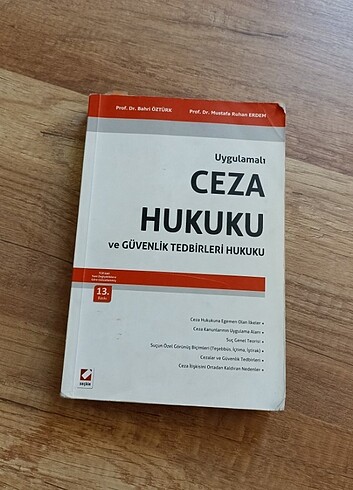 Prof. Dr. Bahri ÖZTÜRK
Prof. Dr. Mustafa Ruhan ERDEM
Uygulamalı
CEZA
HUKUKU
ve GÜVENLİK TEDBİRLERİ HUKUKU
13.
Baskı
Ceza Hukukuna Egemen Olan İlkeler •
Ceza Kanunlarının Uygulama Alanı •
Suç Genel Teorisi •
Suçun Özel Görünüş Biçimleri (Teşebbüs, İçtima, İştirak) •
Cezalar ve Güvenlik Tedbirleri •
Ceza İlişkisini Ortadan Kaldıran Nedenler •
seçkin